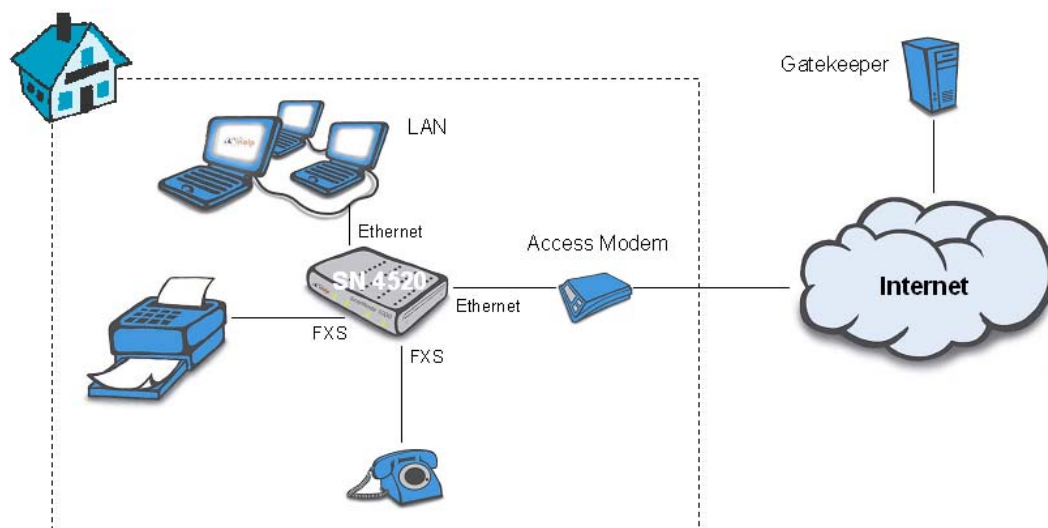 Gatekeeper
LAN
Ethernet
Access Modem
SN 4520
Ethernet
Internet
FXS
FXS